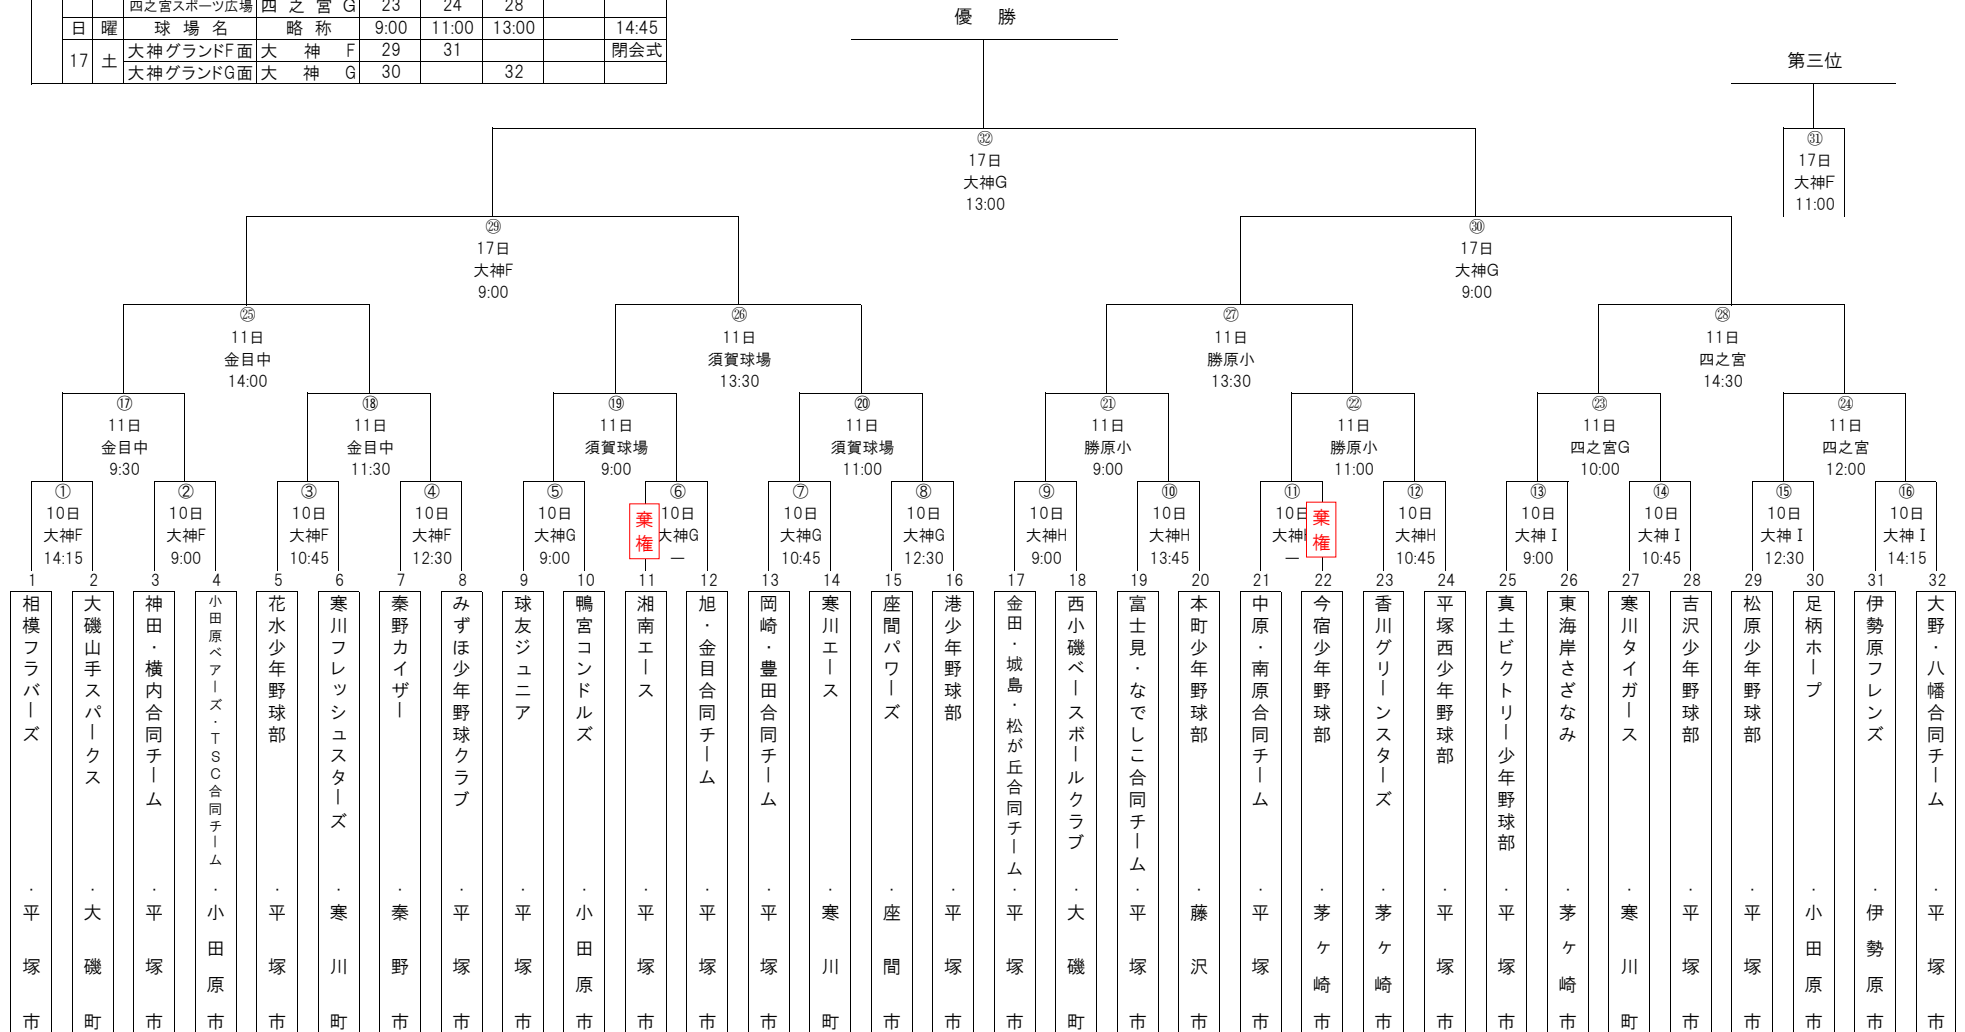 四之宮スポーツ広場 四之宮G 23 24 28
日 曜 球場名 略称 9:00 11:00 13:00 14:45
17 土 大神グランドF面 大神F 29 31 閉会式
大神グランドG面 大神G 30 32
優 勝
第三位
㉜ ㉛
17日 17日
大神G 大神F
13:00 11:00
㉙ ㉚
17日 17日
大神F 大神G
9:00 9:00
㉕ ㉖ ㉗ ㉘
11日 11日 11日 11日
金目中 須賀球場 勝原小 四之宮
14:00 13:30 13:30 14:30
⑰ ⑱ ⑲ ⑳ ㉑ ㉒ ㉓ ㉔
11日 11日 11日 11日 11日 11日 11日 11日
金目中 金目中 須賀球場 須賀球場 勝原小 勝原小 四之宮G 四之宮
9:30 11:30 9:00 11:00 9:00 11:00 10:00 12:00
① ② ③ ④ ⑤ ⑥ ⑦ ⑧ ⑨ ⑩ ⑪ ⑫ ⑬ ⑭ ⑮ ⑯
10日 10日 10日 10日 10日 10日 10日 10日 10日 10日 10日 10日 10日 10日 10日 10日
大神F 大神F 大神F 大神F 大神G 大神G 大神G 大神G 大神H 大神H 大神 大神H 大神I 大神I 大神I 大神I
14:15 9:00 10:45 12:30 9:00 ― 10:45 12:30 9:00 13:45 ― 10:45 9:00 10:45 12:30 14:15
棄権
棄権
1 相模フラバーズ ・平塚市
2 大磯山手スパークス ・大磯町
3 神田・横内合同チーム ・平塚市
4 小田原ベアーズ・TSC合同チーム ・小田原市
5 花水少年野球部 ・平塚市
6 寒川フレッシュスターズ ・寒川町
7 秦野カイザー ・秦野市
8 みずほ少年野球クラブ ・平塚市
9 球友ジュニア ・平塚市
10 鴨宮コンドルズ ・小田原市
11 湘南エース ・平塚市
12 旭・金目合同チーム ・平塚市
13 岡崎・豊田合同チーム ・平塚市
14 寒川エース ・寒川町
15 座間パワーズ ・座間市
16 港少年野球部 ・平塚市
17 金田・城島・松が丘合同チーム ・平塚市
18 西小磯ベースボールクラブ ・大磯町
19 富士見・なでしこ合同チーム ・平塚市
20 本町少年野球部 ・藤沢市
21 中原・南原合同チーム ・平塚市
22 今宿少年野球部 ・茅ヶ崎市
23 香川グリーンスターズ ・茅ヶ崎市
24 平塚西少年野球部 ・平塚市
25 真土ビクトリー少年野球部 ・平塚市
26 東海岸さざなみ ・茅ヶ崎市
27 寒川タイガース ・寒川町
28 吉沢少年野球部 ・平塚市
29 松原少年野球部 ・平塚市
30 足柄ホープ ・小田原市
31 伊勢原フレンズ ・伊勢原市
32 大野・八幡合同チーム ・平塚市